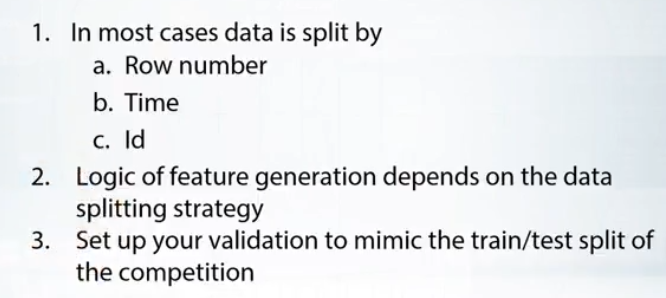 1. In most cases data is split by
a. Row number
b. Time
c. Id
2. Logic of feature generation depends on the data
splitting strategy
3. Set up your validation to mimic the train/test split of
the competition